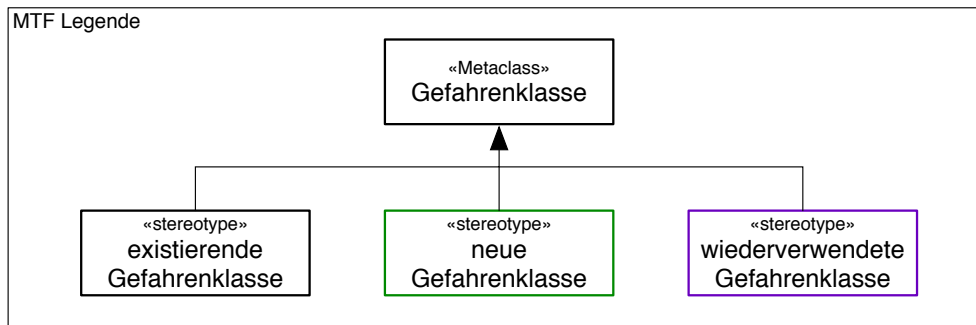 MTF Legende
«Metaclass»
Gefahrenklasse
«stereotype»
existierende
Gefahrenklasse
«stereotype»
neue
Gefahrenklasse
«stereotype»
wiederverwendete
Gefahrenklasse